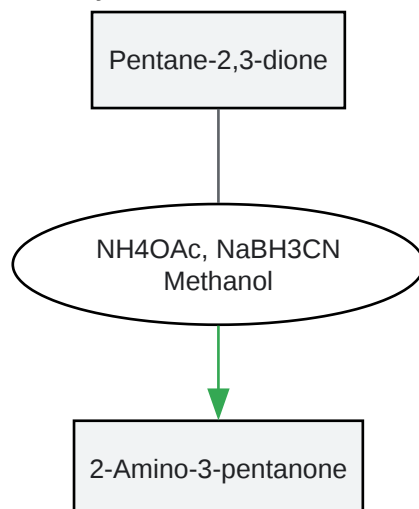 Pentane-2,3-dione
NH4OAc, NaBH3CN
Methanol
2-Amino-3-pentanone